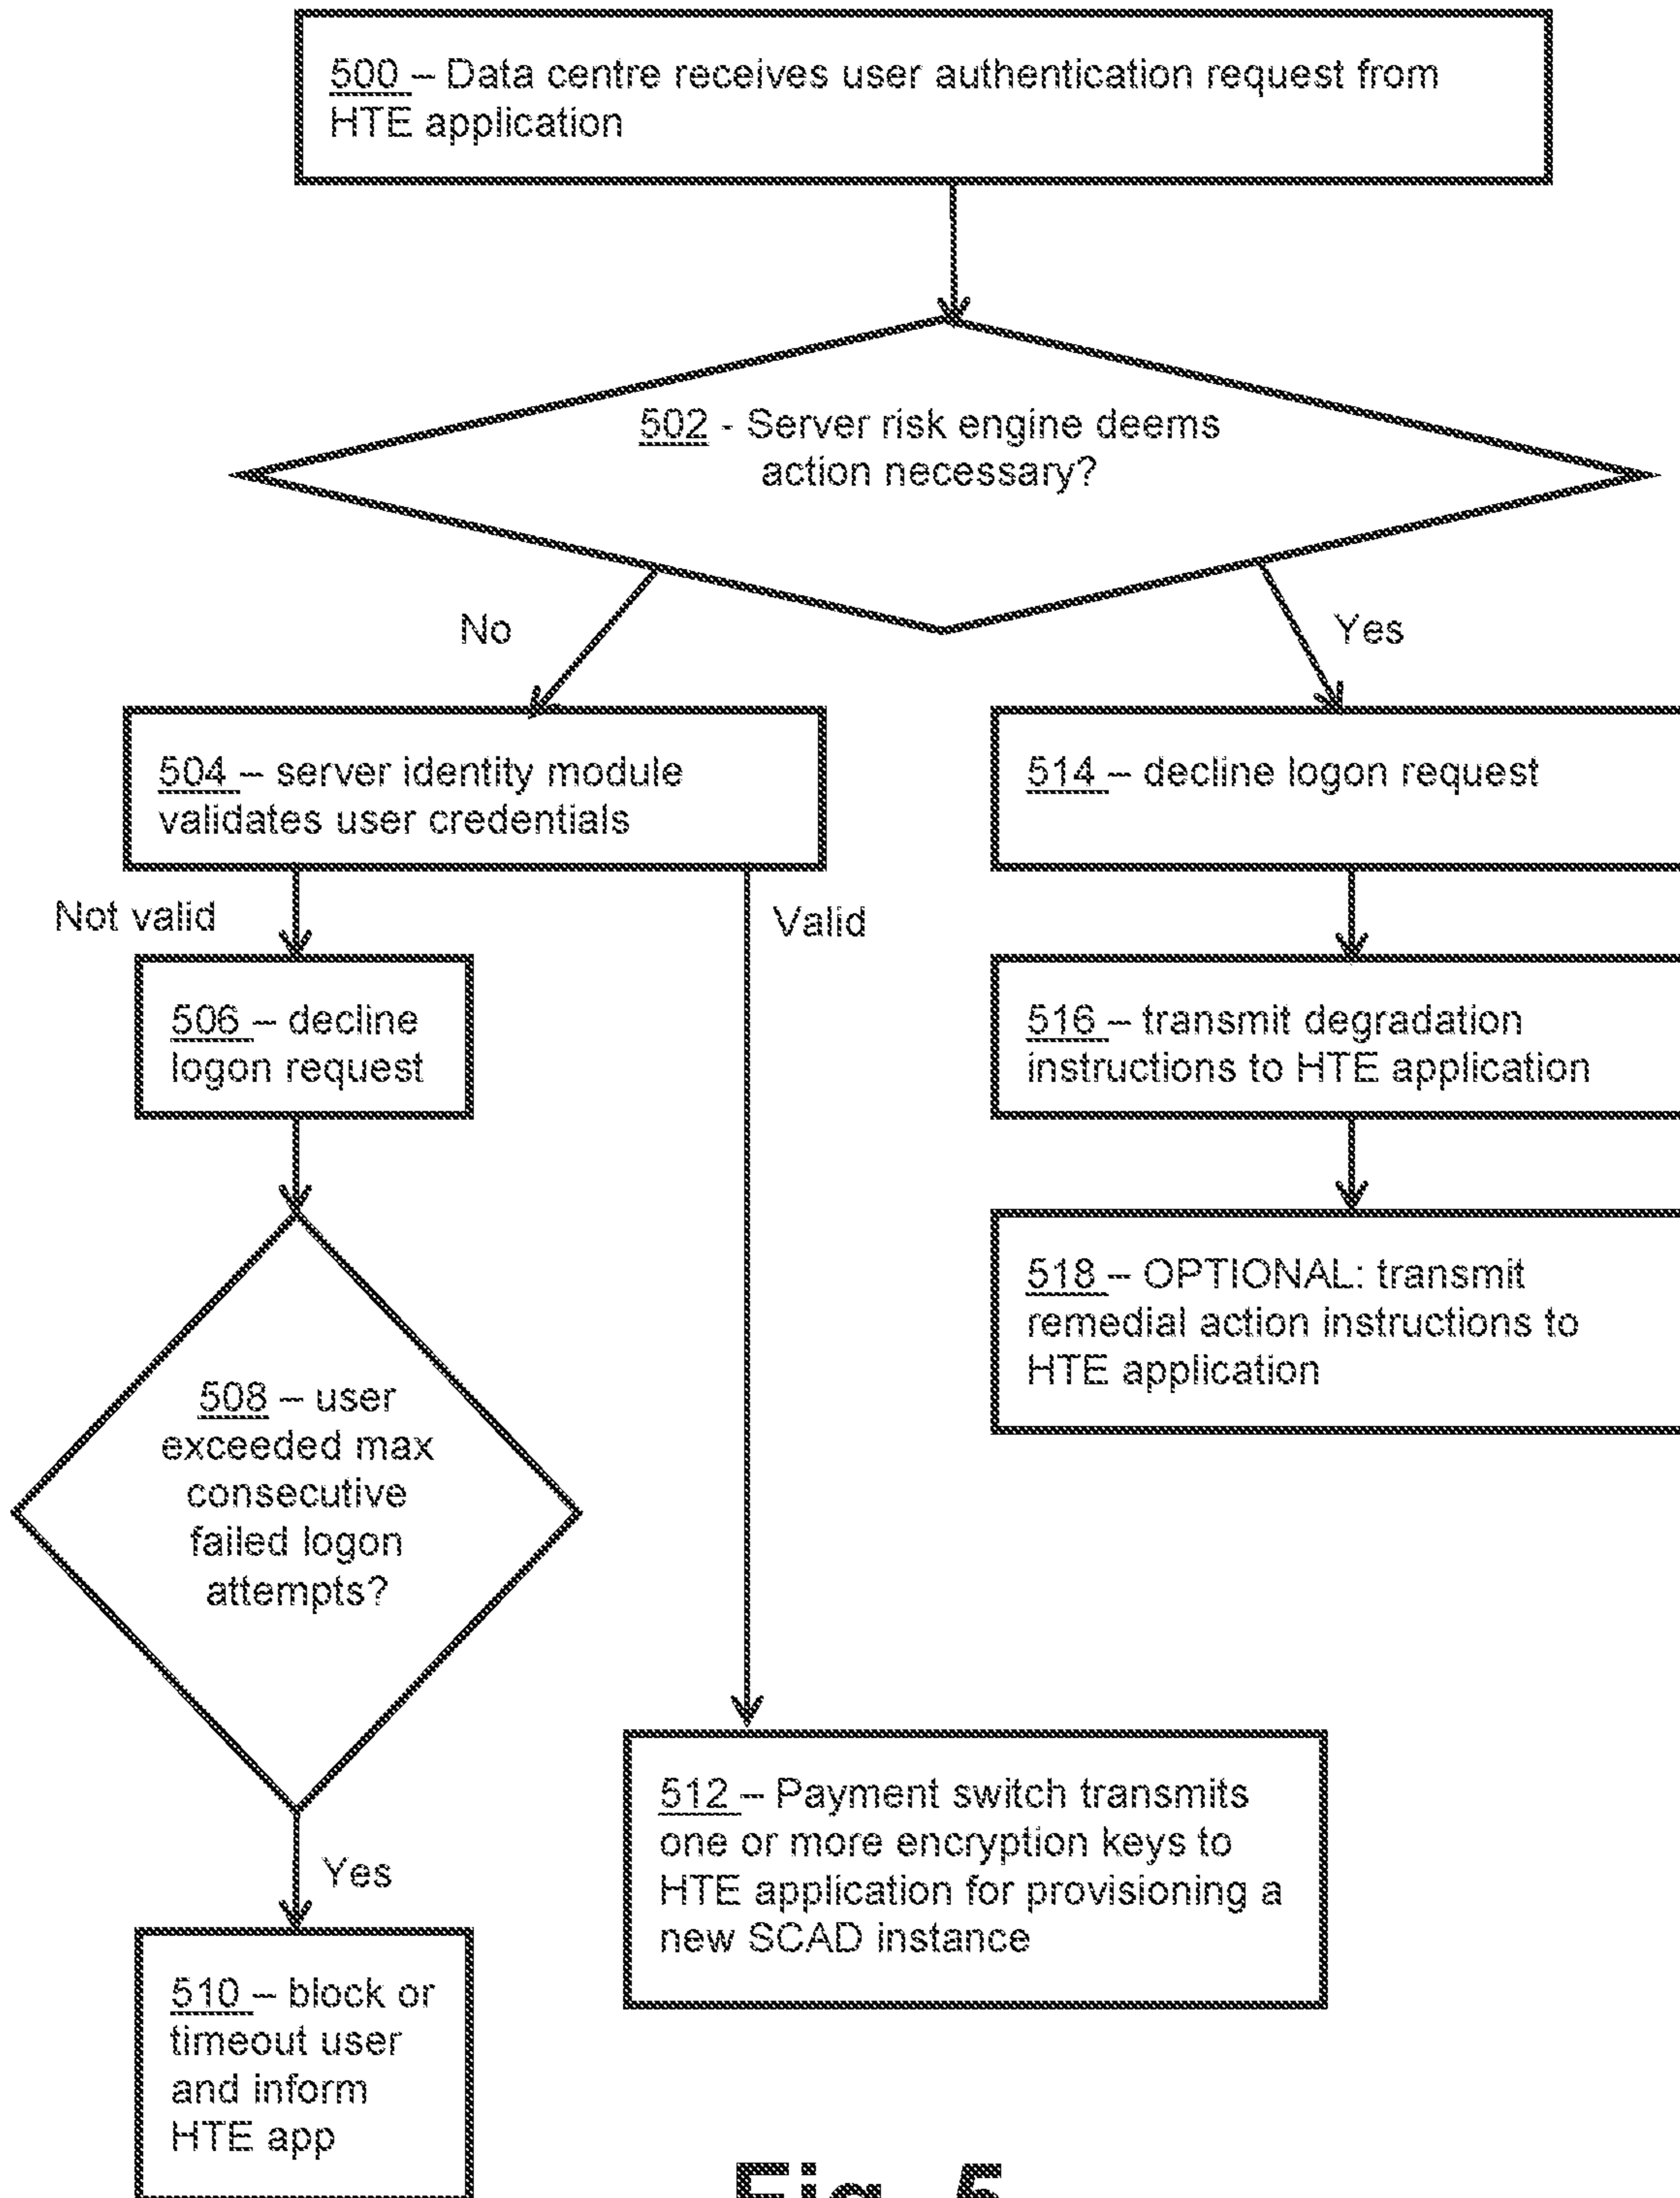 500 – Data centre receives user authentication request from
HTE application
502 - Server risk engine deems
action necessary?
No
Yes
504 – server identity module
validates user credentials
514 – decline logon request
Not valid
Valid
506 – decline
logon request
516 – transmit degradation
instructions to HTE application
518 – OPTIONAL: transmit
remedial action instructions to
HTE application
508 – user
exceeded max
consecutive
failed logon
attempts?
512 – Payment switch transmits
one or more encryption keys to
HTE application for provisioning a
new SCAD instance
Yes
510 – block or
timeout user
and inform
HTE app
Fig. 5